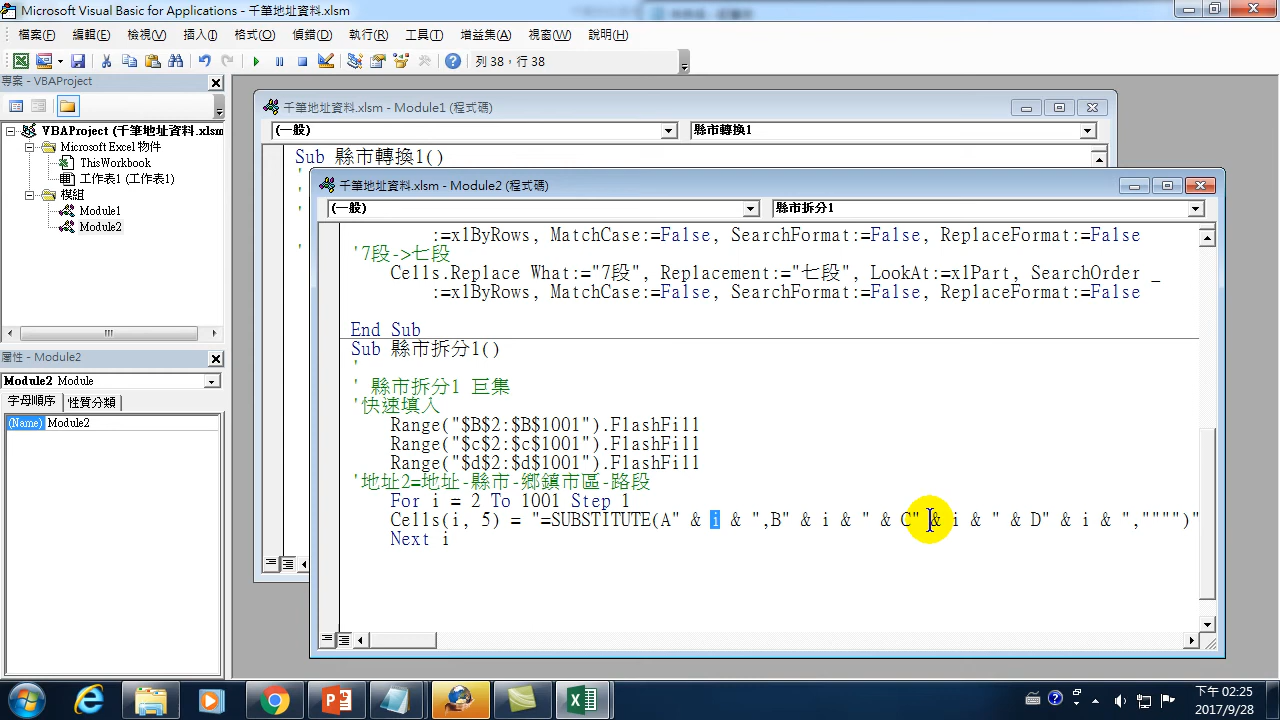 Microsoft Visual Basic for Applications - 千筆地址資料.xlsm
檔案(F) 編輯(E) 檢視(V) 插入(I) 格式(O) 偵錯(D) 執行(R) 工具(T) 增益集(A) 視窗(W) 說明(H)
列 38，行 38
專案 - VBAProject
VBAProject (千筆地址資料.xlsm
Microsoft Excel 物件
ThisWorkbook
工作表1 (工作表1)
模組
Module1
Module2
屬性 - Module2
Module2 Module
字母順序 性質分類
(Name) Module2
千筆地址資料.xlsm - Module1 (程式碼)
(一般) 縣市轉換1
Sub 縣市轉換1()
千筆地址資料.xlsm - Module2 (程式碼)
(一般) 縣市拆分1
:=xlByRows, MatchCase:=False, SearchFormat:=False, ReplaceFormat:=False
'7段->七段
Cells.Replace What:="7段", Replacement:="七段", LookAt:=xlPart, SearchOrder _
:=xlByRows, MatchCase:=False, SearchFormat:=False, ReplaceFormat:=False
End Sub
Sub 縣市拆分1()
'
' 縣市拆分1 巨集
'快速填入
Range("$B$2:$B$1001").FlashFill
Range("$c$2:$c$1001").FlashFill
Range("$d$2:$d$1001").FlashFill
'地址2=地址-縣市-鄉鎮市區-路段
For i = 2 To 1001 Step 1
Cells(i, 5) = "=SUBSTITUTE(A" & i & ",B" & i & " & C" & i & " & D" & i & ","""")"
Next i
下午 02:25
2017/9/28